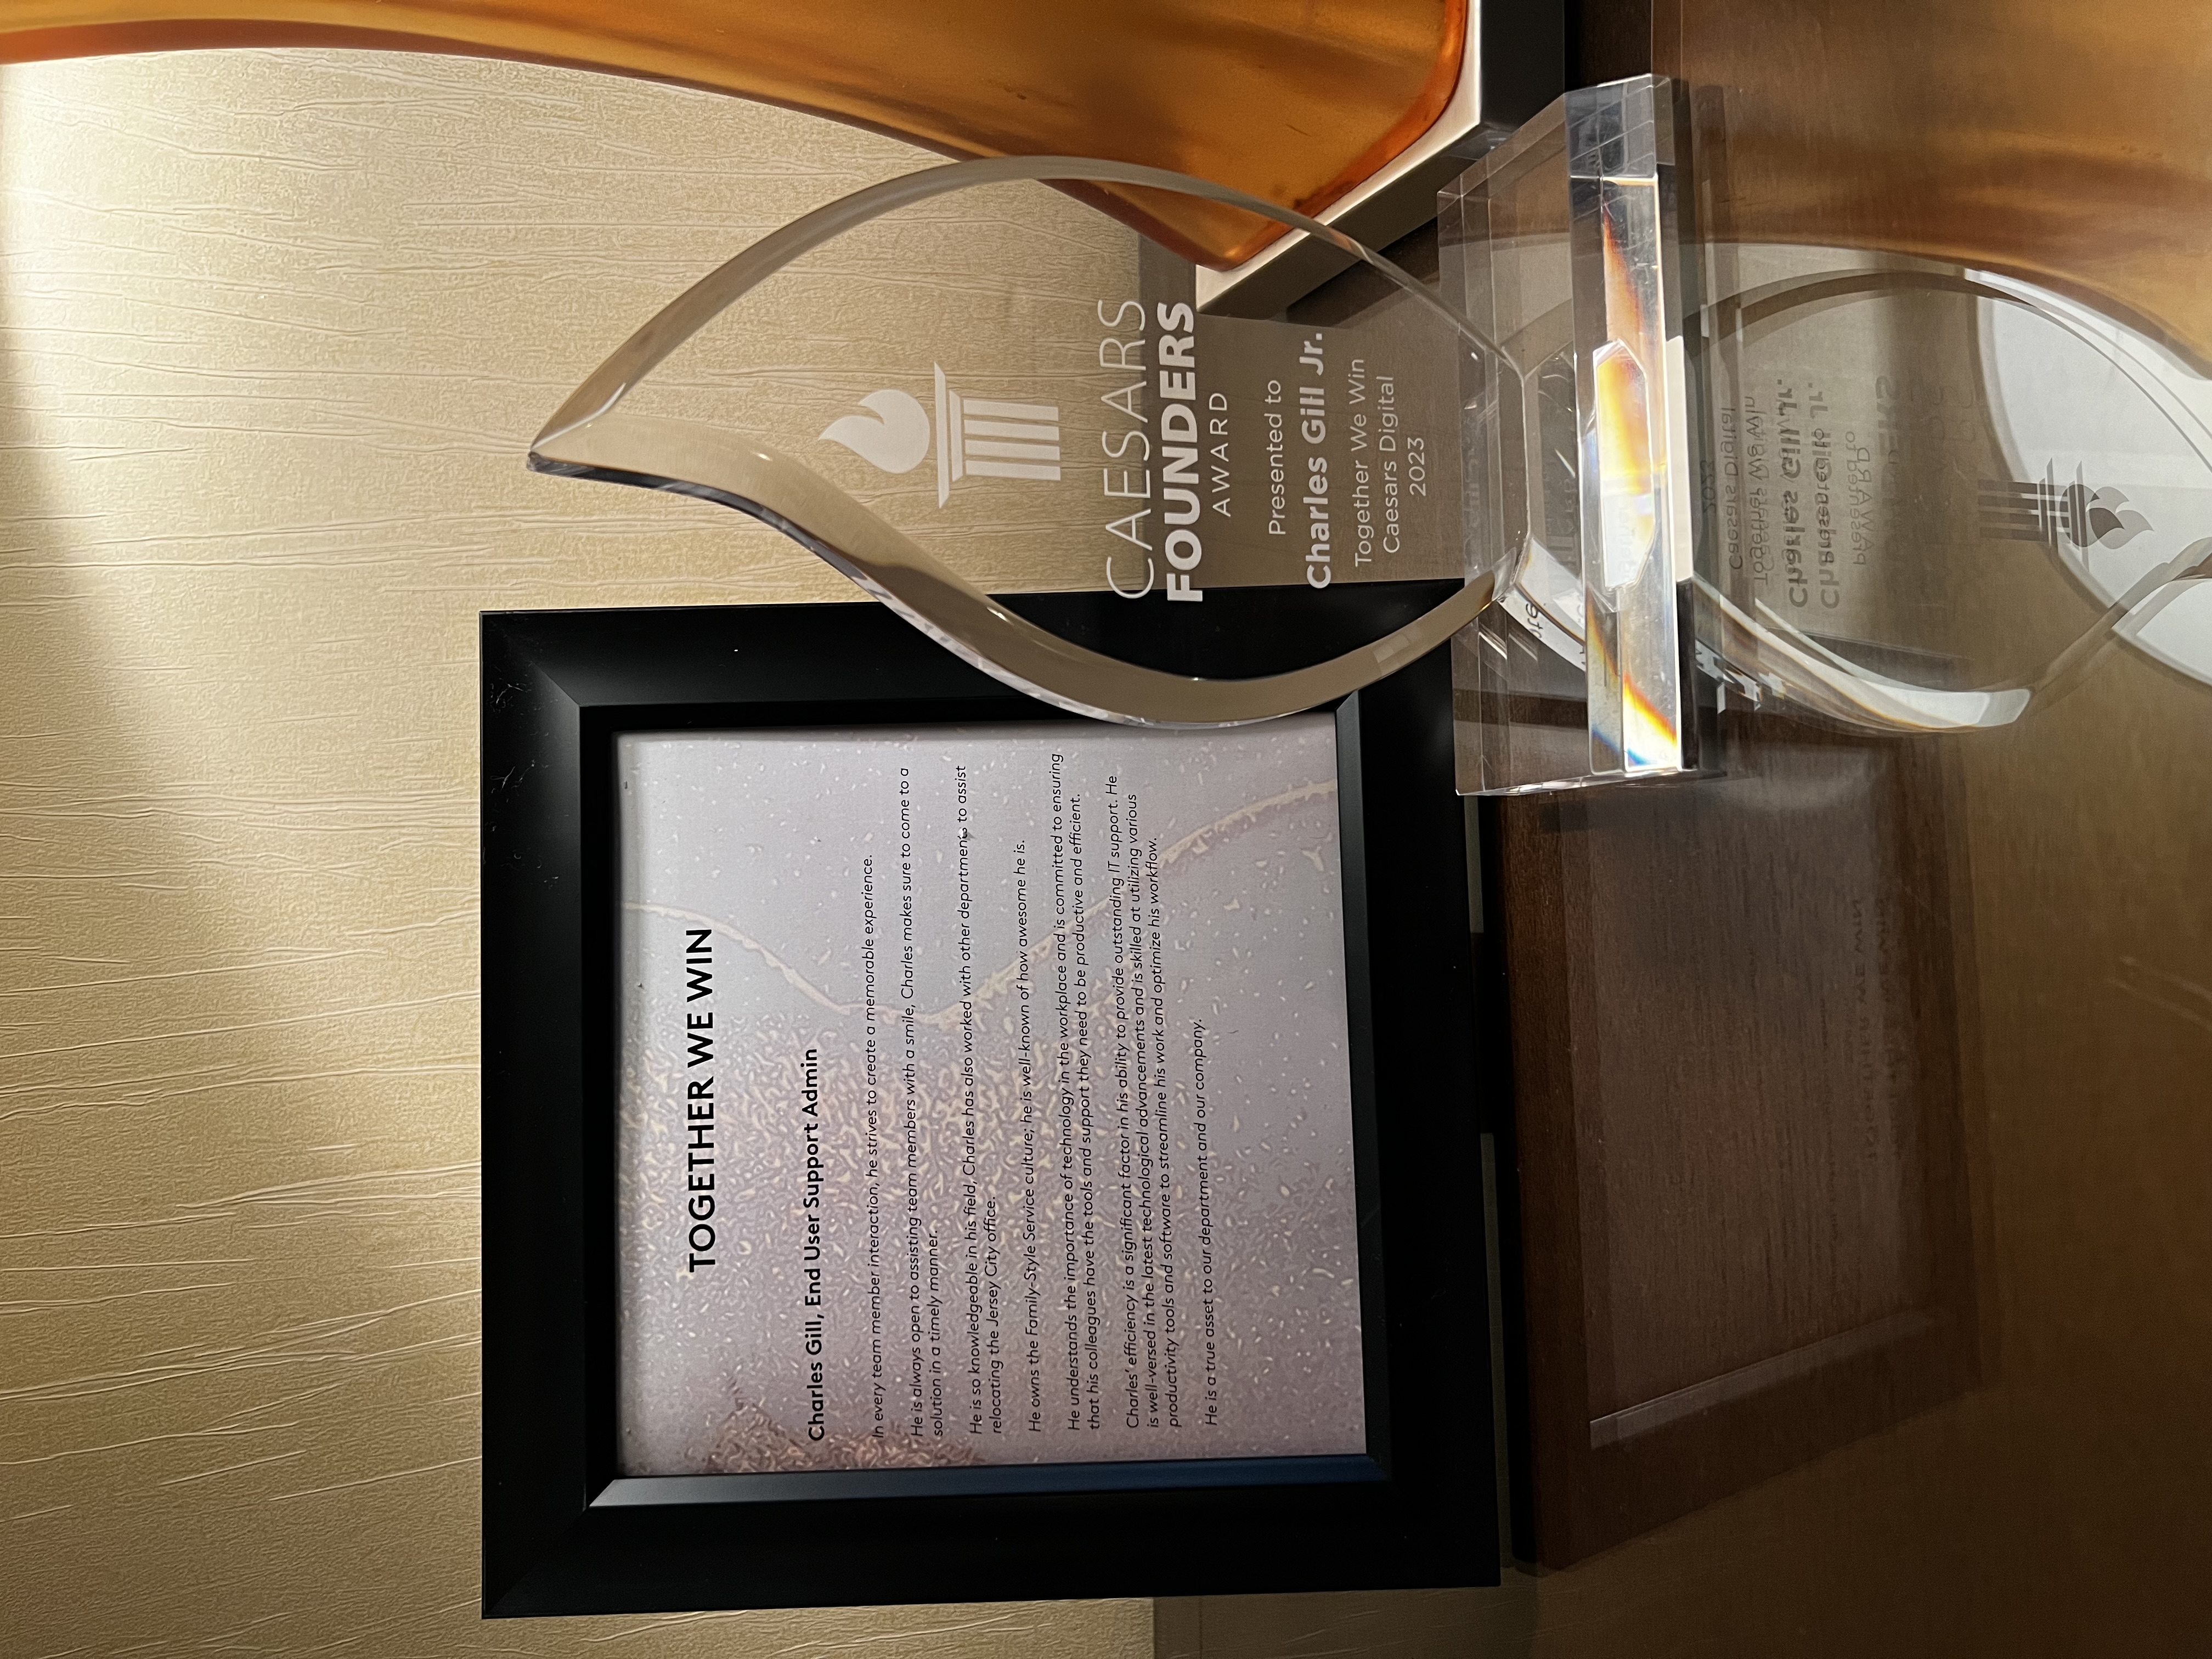 TOGETHER WE WIN
Charles Gill, End User Support Admin
In every team member interaction, he strives to create a memorable experience.
He is always open to assisting team members with a smile, Charles makes sure to come to a
solution in a timely manner.
He is so knowledgeable in his field, Charles has also worked with other departments to assist
relocating the Jersey City office.
He owns the Family-Style Service culture; he is well-known of how awesome he is.
He understands the importance of technology in the workplace and is committed to ensuring
that his colleagues have the tools and support they need to be productive and efficient.
Charles' efficiency is a significant factor in his ability to provide outstanding IT support. He
is well-versed in the latest technological advancements and is skilled at utilizing various
productivity tools and software to streamline his work and optimize his workflow.
He is a true asset to our department and our company.
CAESARS
FOUNDERS
AWARD
Presented to
Charles Gill Jr.
Together We Win
Caesars Digital
2023